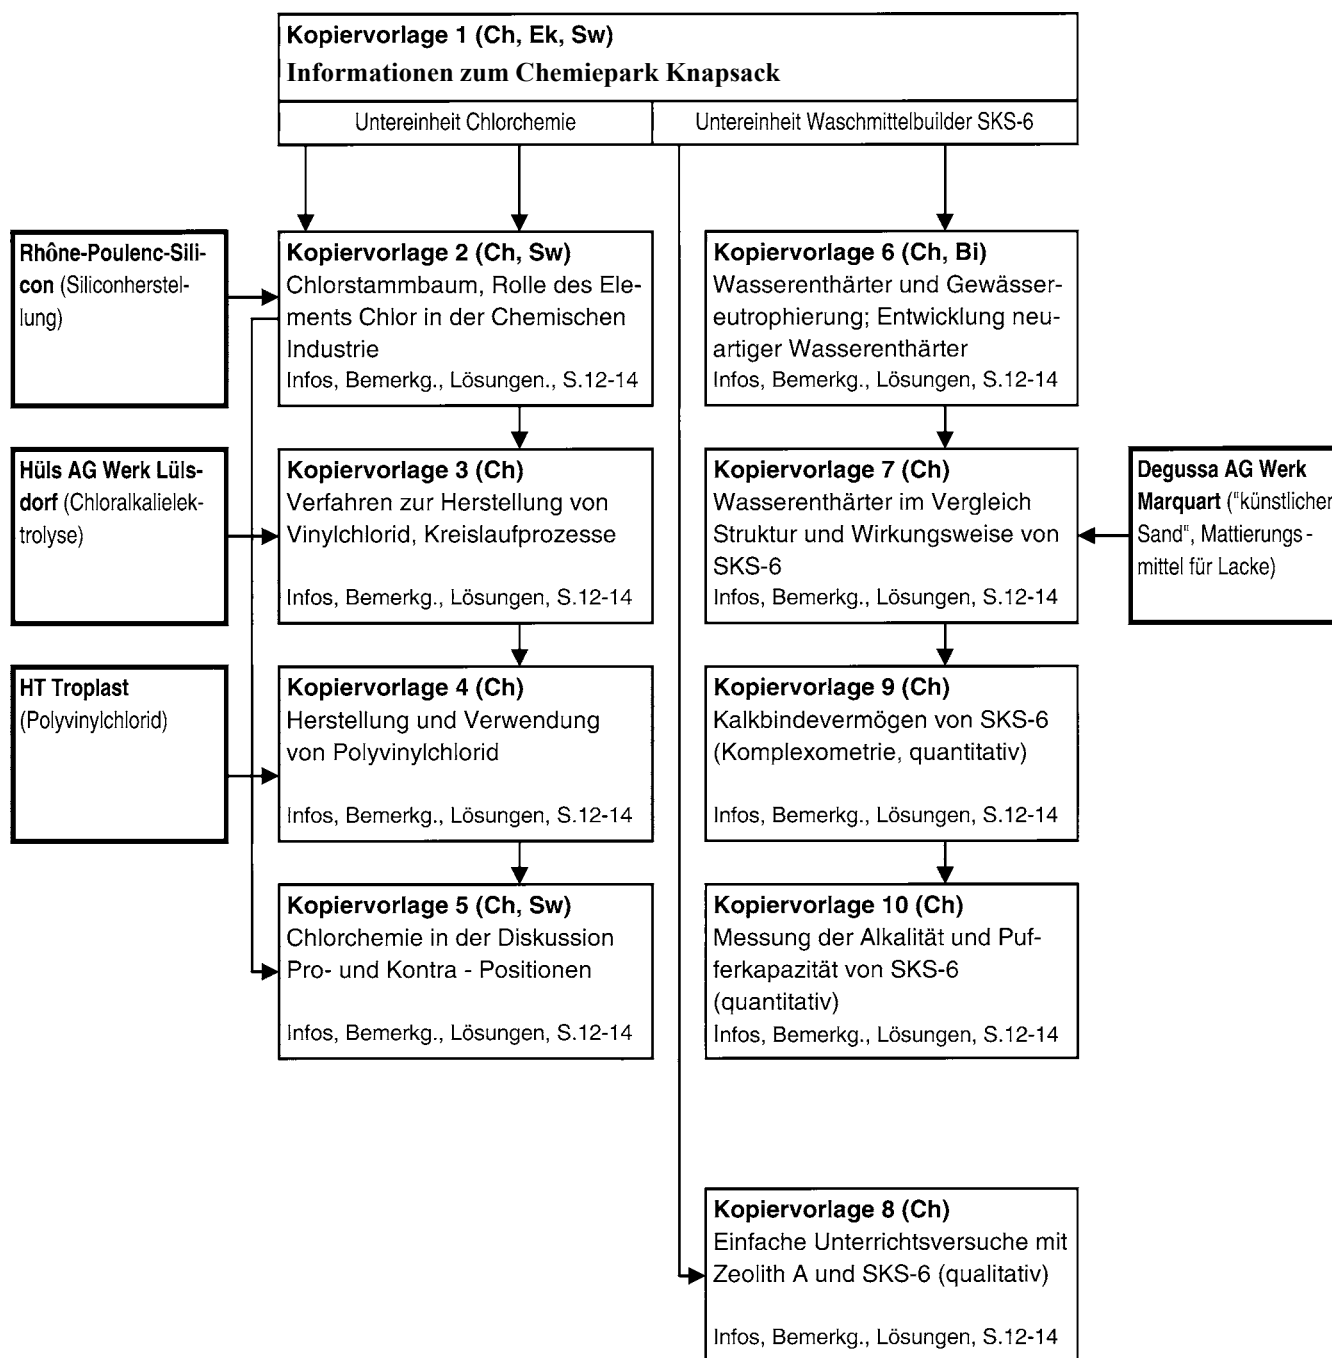 Kopiervorlage 1 (Ch, Ek, Sw)
Informationen zum Chemiepark Knapsack
Untereinheit Chlorchemie
Untereinheit Waschmittelbuilder SKS-6
Rhône-Poulenc-Sili-
con (Siliconherstel-
lung)
Kopiervorlage 2 (Ch, Sw)
Chlorstammbaum, Rolle des Ele-
ments Chlor in der Chemischen
Industrie
Infos, Bemerkg., Lösungen., S.12-14
Kopiervorlage 6 (Ch, Bi)
Wasserenthärter und Gewässer-
eutrophierung; Entwicklung neu-
artiger Wasserenthärter
Infos, Bemerkg., Lösungen, S.12-14
Hüls AG Werk Lüls-
dorf (Chloralkalielek-
trolyse)
Kopiervorlage 3 (Ch)
Verfahren zur Herstellung von
Vinylchlorid, Kreislaufprozesse
Infos, Bemerkg., Lösungen, S.12-14
Kopiervorlage 7 (Ch)
Wasserenthärter im Vergleich
Struktur und Wirkungsweise von
SKS-6
Infos, Bemerkg., Lösungen, S.12-14
Degussa AG Werk
Marquart ("künstlicher
Sand", Mattierungs-
mittel für Lacke)
HT Troplast
(Polyvinylchlorid)
Kopiervorlage 4 (Ch)
Herstellung und Verwendung
von Polyvinylchlorid
Infos, Bemerkg., Lösungen, S.12-14
Kopiervorlage 9 (Ch)
Kalkbindevermögen von SKS-6
(Komplexometrie, quantitativ)
Infos, Bemerkg., Lösungen, S.12-14
Kopiervorlage 5 (Ch, Sw)
Chlorchemie in der Diskussion
Pro- und Kontra - Positionen
Infos, Bemerkg., Lösungen, S.12-14
Kopiervorlage 10 (Ch)
Messung der Alkalität und Puf-
ferkapazität von SKS-6
(quantitativ)
Infos, Bemerkg., Lösungen, S.12-14
Kopiervorlage 8 (Ch)
Einfache Unterrichtsversuche mit
Zeolith A und SKS-6 (qualitativ)
Infos, Bemerkg., Lösungen, S.12-14